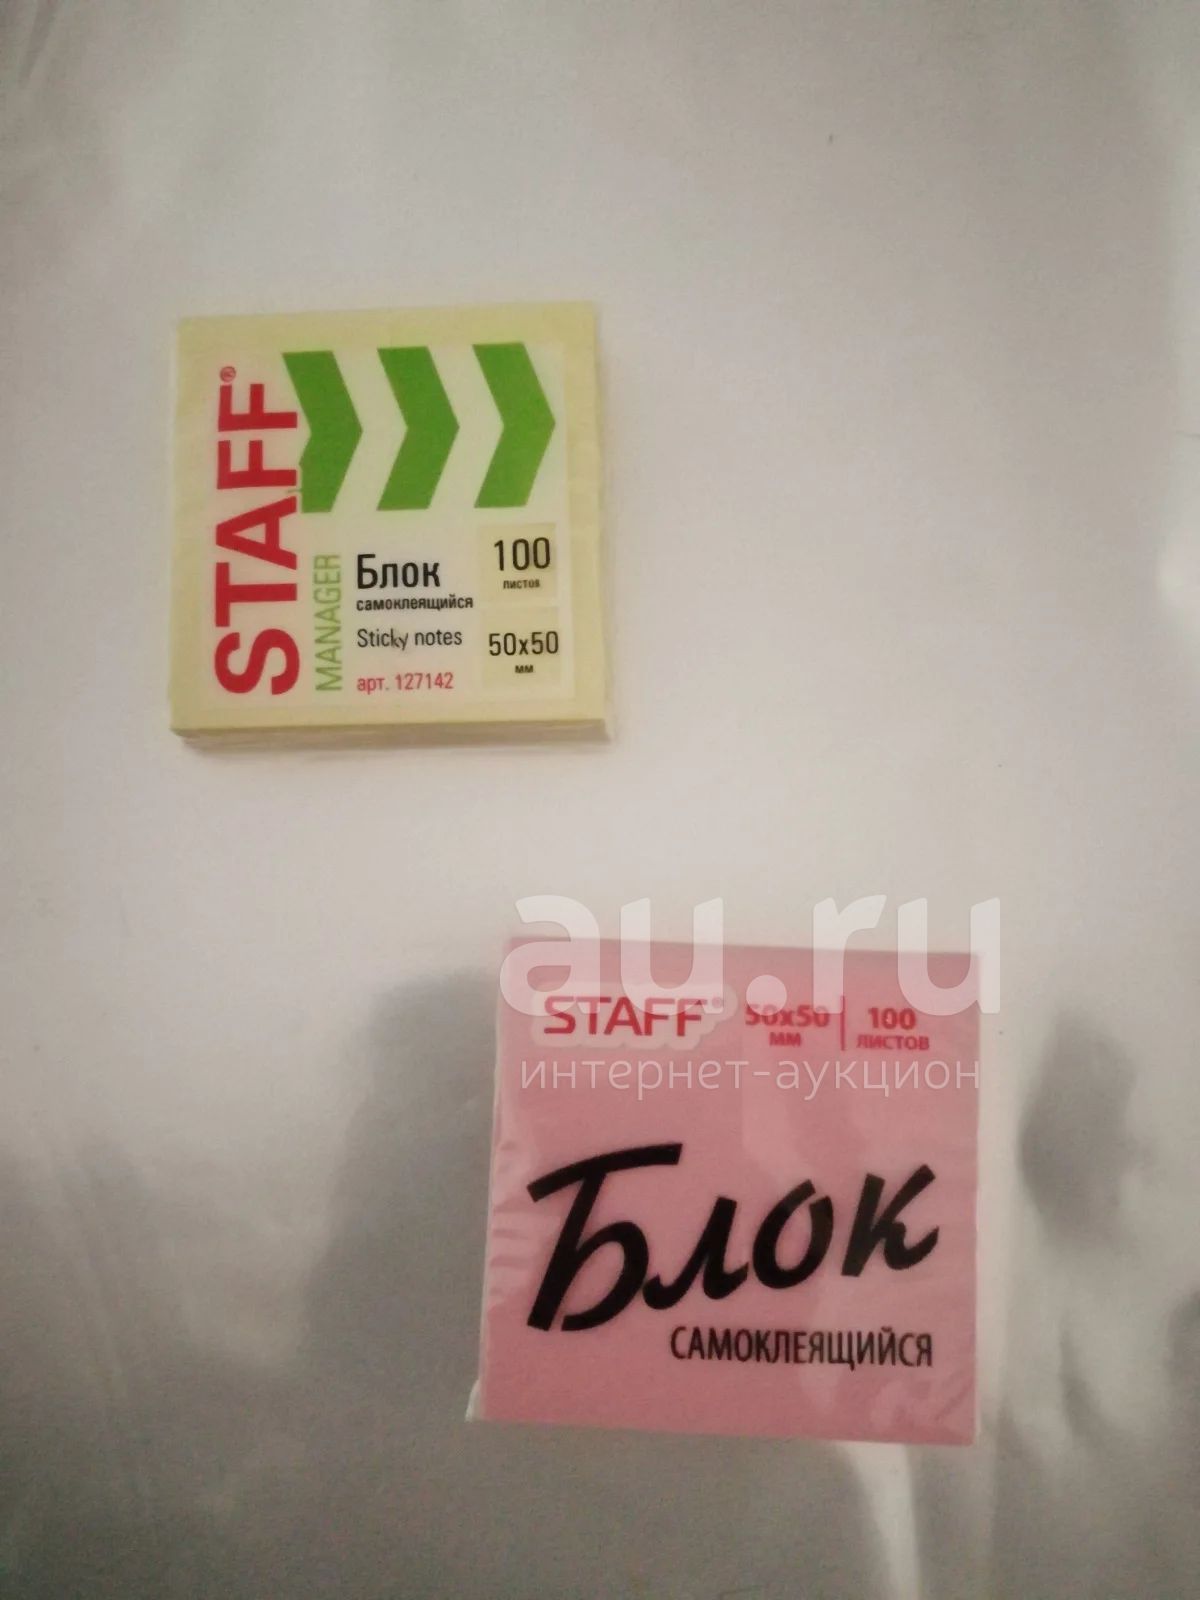 STAFF®
MANAGER
Блок
самоклеящийся
Sticky notes
арт. 127142
100
листов
50x50
мм
au.ru
интернет-аукцион
STAFF®
50x50
мм
100
листов
Блок
САМОКЛЕЯЩИЙСЯ